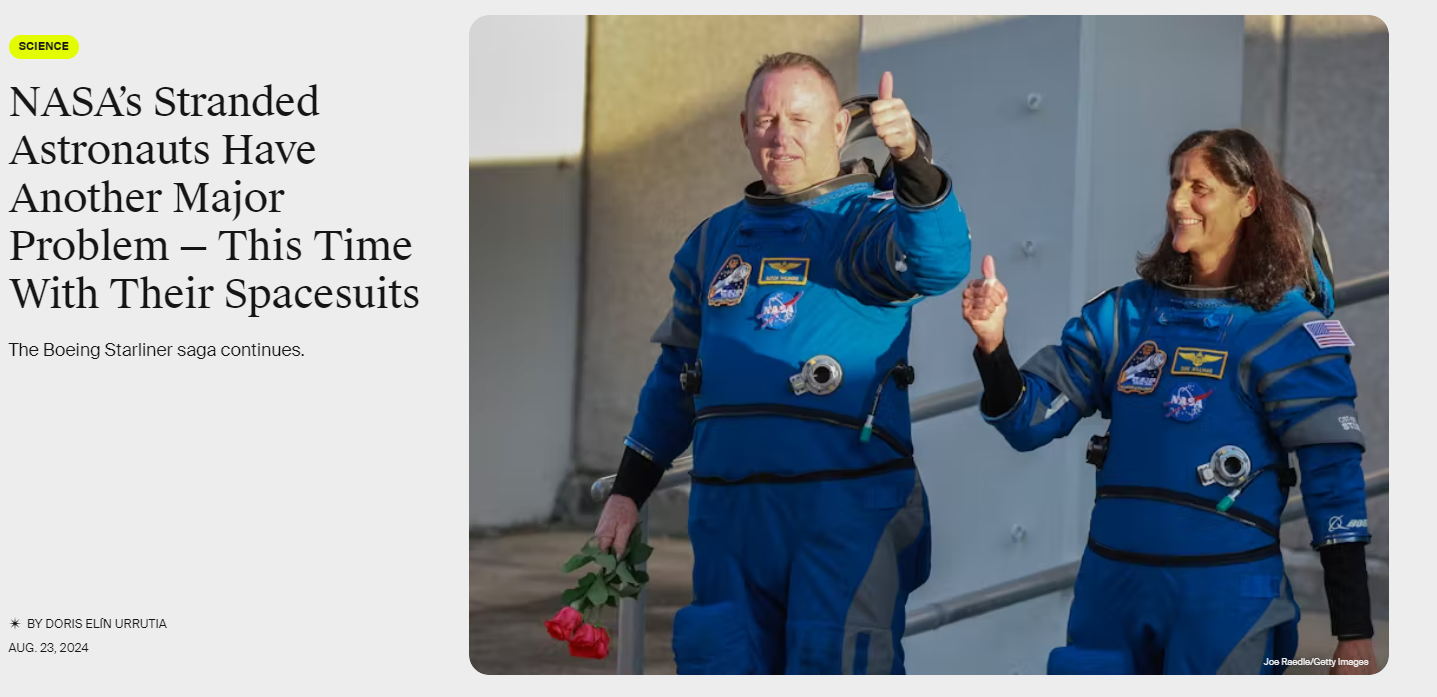 SCIENCE
NASA’s Stranded
Astronauts Have
Another Major
Problem — This Time
With Their Spacesuits
The Boeing Starliner saga continues.
BY DORIS ELÍN URRUTIA
AUG. 23, 2024
NASA
NASA
Joe Raedle/Getty Images